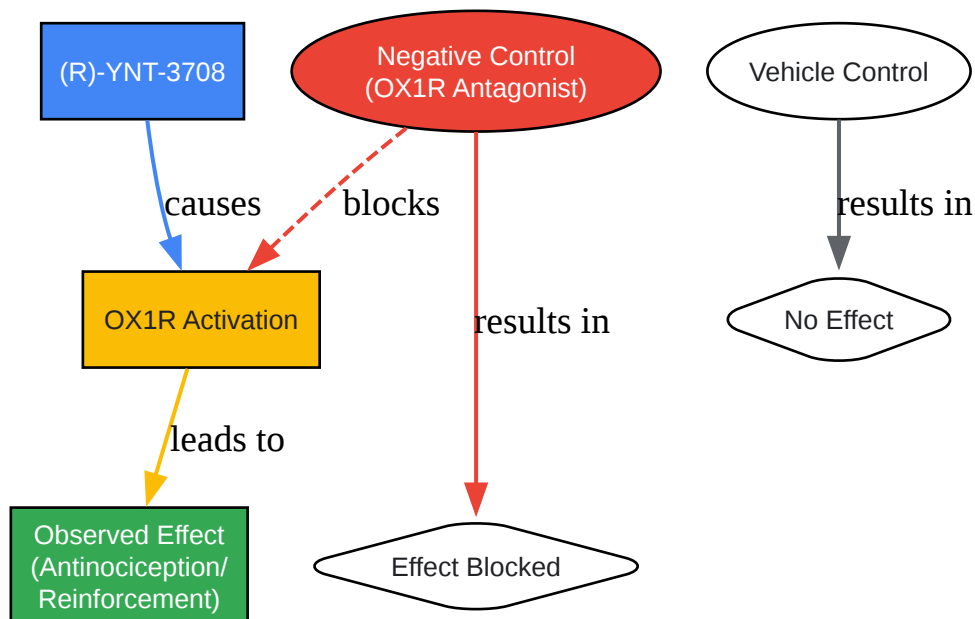 (R)-YNT-3708
Negative Control
(OX1R Antagonist)
Vehicle Control
causes
blocks
results in
OX1R Activation
results in
No Effect
leads to
Observed Effect
(Antinociception/
Reinforcement)
Effect Blocked